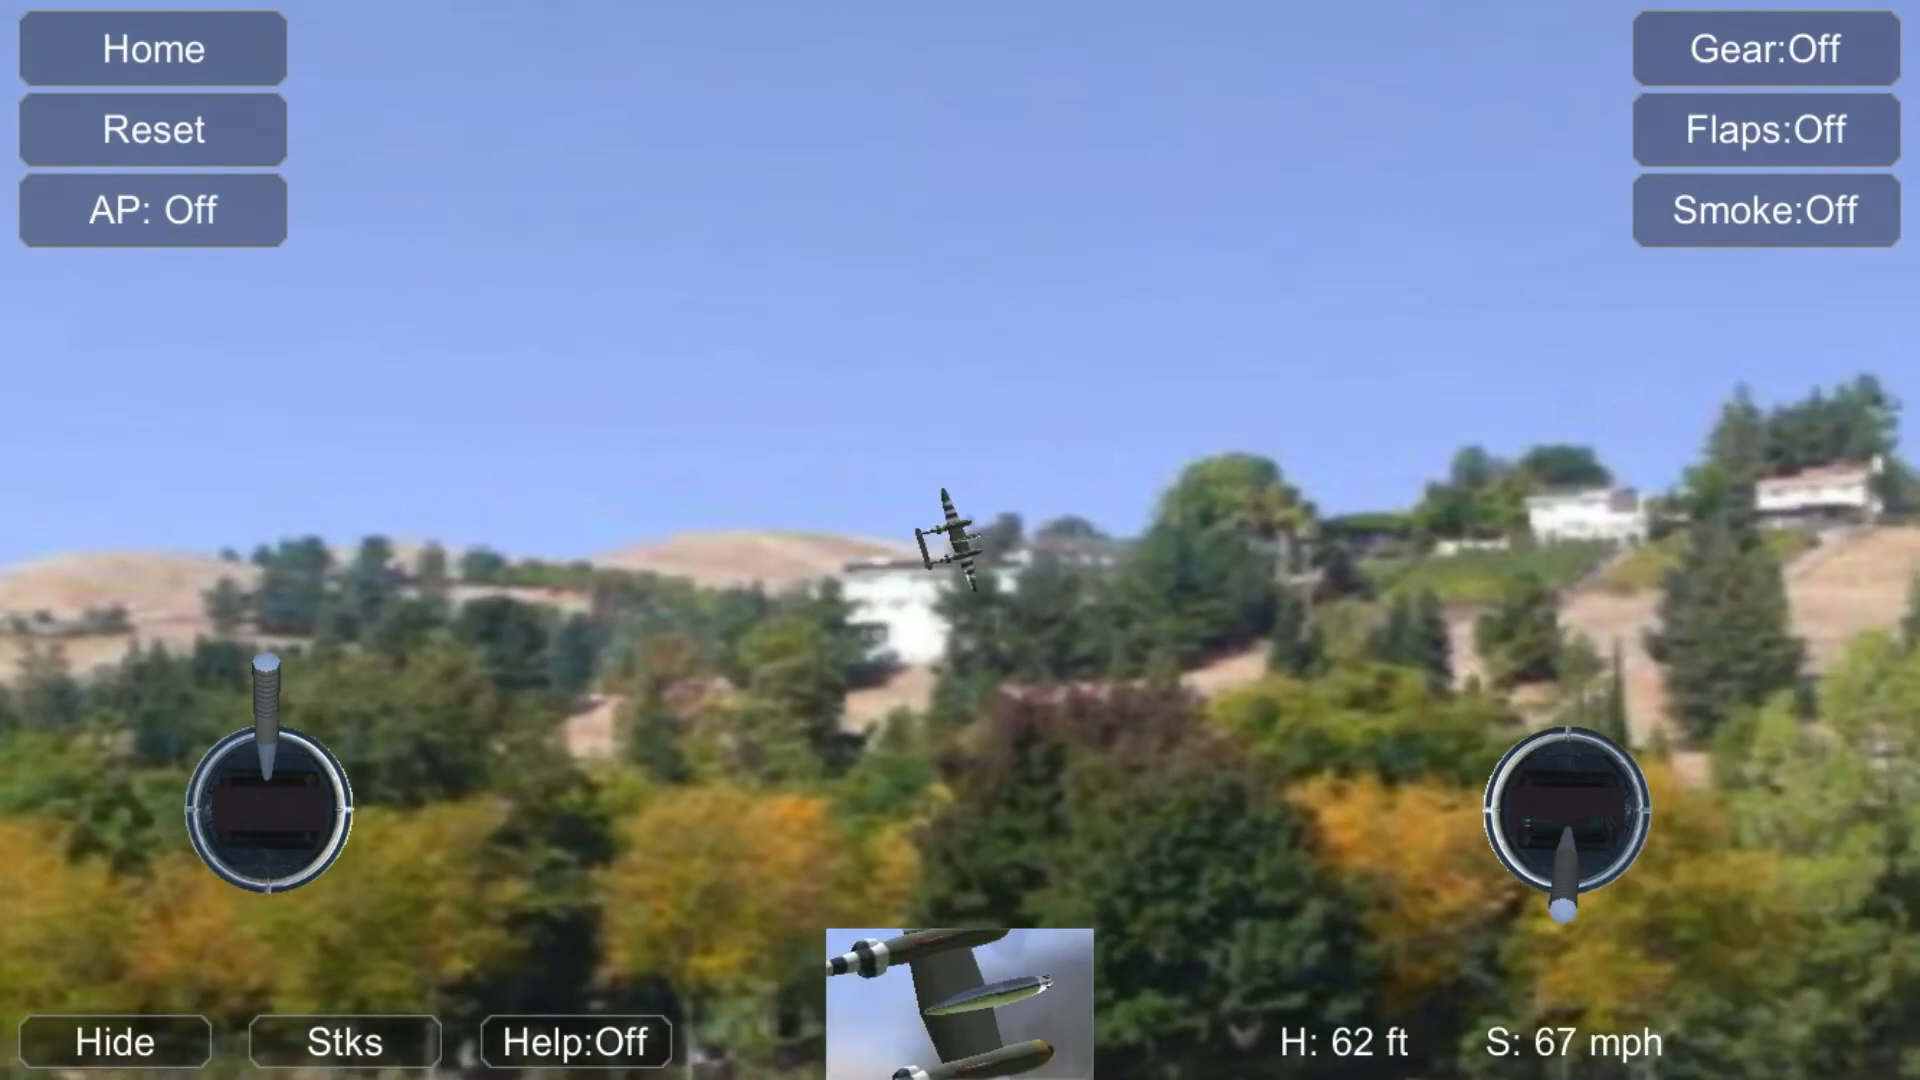 Home
Reset
AP: Off
Gear:Off
Flaps:Off
Smoke:Off
Hide
Stks
Help:Off
H: 62 ft
S: 67 mph